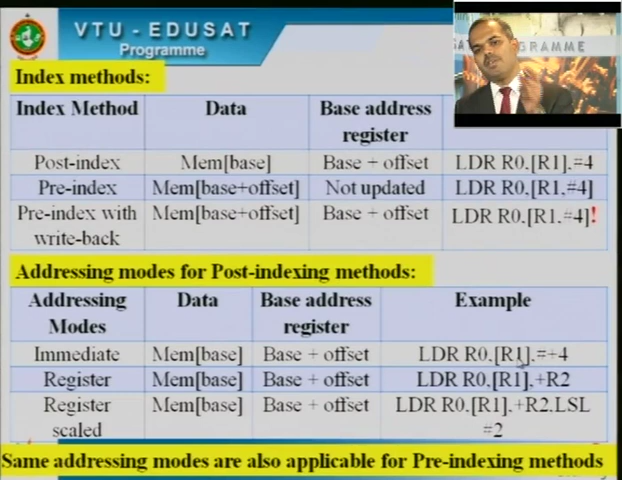 VTU - EDUSAT
Programme
GRAMME
Index methods:
Index Method Data Base address register
Post-index Mem[base] Base + offset LDR R0,[R1],=4
Pre-index Mem[base+offset] Not updated LDR R0,[R1,#4]
Pre-index with write-back Mem[base+offset] Base + offset LDR R0,[R1,#4]!
Addressing modes for Post-indexing methods:
Addressing Modes Data Base address register Example
Immediate Mem[base] Base + offset LDR R0,[R1],=+4
Register Mem[base] Base + offset LDR R0,[R1],+R2
Register scaled Mem[base] Base + offset LDR R0,[R1],+R2,LSL =2
Same addressing modes are also applicable for Pre-indexing methods